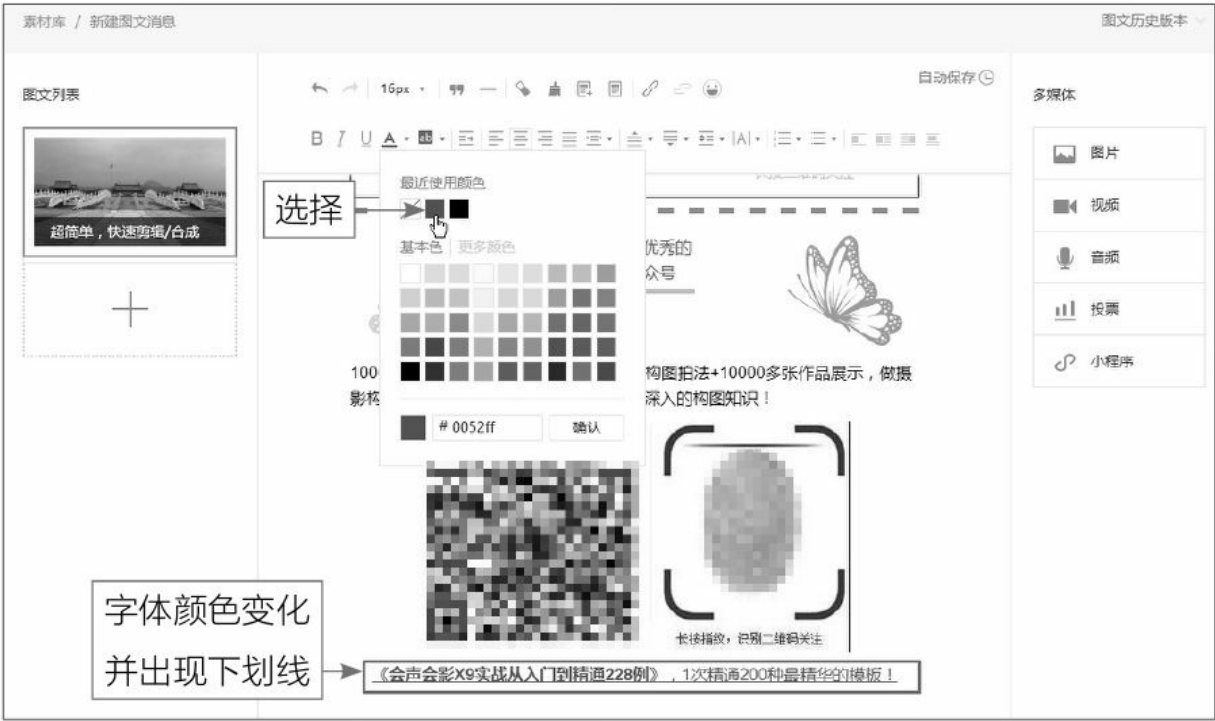 素材库 / 新建图文消息
图文历史版本
图文列表
超简单，快速剪辑/合成
16px
自动保存
B I U A ab
|A|
最近使用颜色
选择
基本色 更多颜色
优秀的
众号
100
构图拍法+10000多张作品展示，做摄
影构
深入的构图知识！
# 0052ff
确认
长按指纹，识别二维码关注
字体颜色变化
并出现下划线
《会声会影X9实战从入门到精通228例》，1次精通200种最精华的模板！
多媒体
图片
视频
音频
投票
小程序